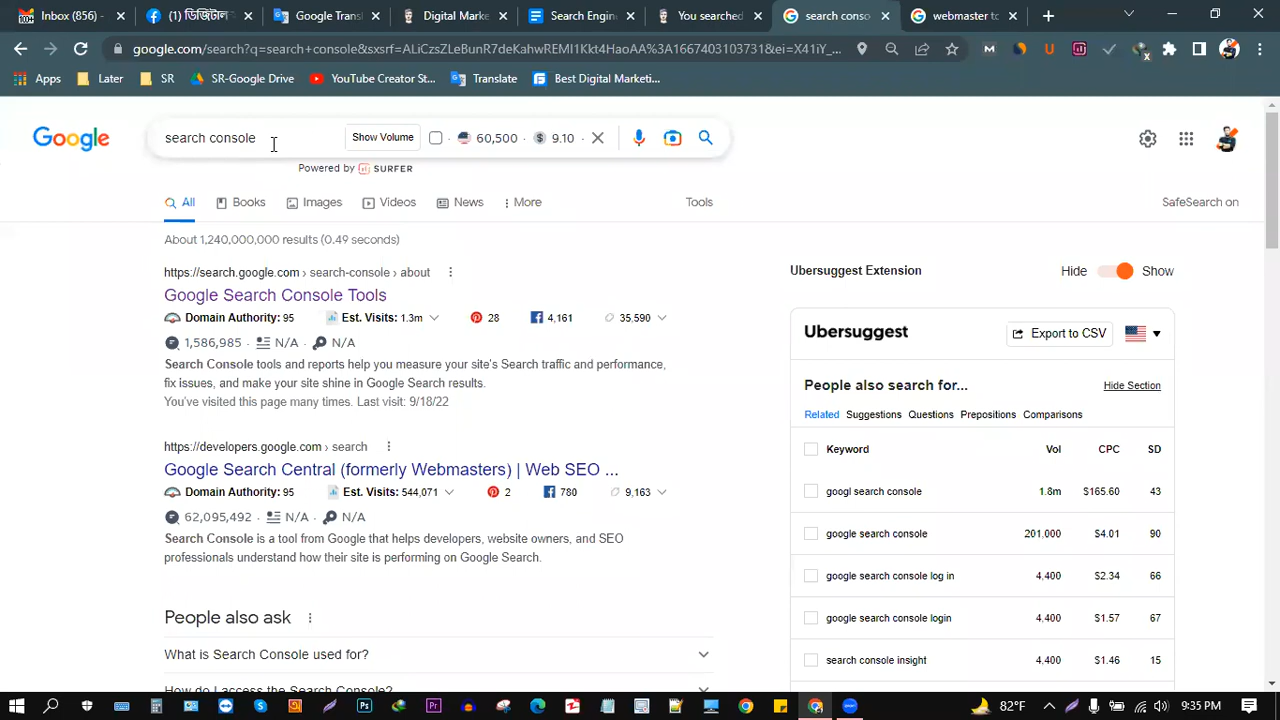 Inbox (856) -
(1) ডিজিটাল
Google Tran
Digital Mark
Search Engin
You searched
search conso
webmaster to
google.com/search?q=search+console&sxsrf=ALiCzsZLeBunR7deKahwREMI1Kkt4HaoAA%3A1667403103731&ei=X41iY_...
Apps
Later
SR
SR-Google Drive
YouTube Creator St...
Translate
Best Digital Marketi...
Google
search console
Show Volume
60,500 · 9.10 ·
Powered by SURFER
All
Books
Images
Videos
News
More
Tools
SafeSearch on
About 1,240,000,000 results (0.49 seconds)
https://search.google.com › search-console › about
Google Search Console Tools
Domain Authority: 95
Est. Visits: 1.3m
28
4,161
35,590
1,586,985 · N/A · N/A
Search Console tools and reports help you measure your site's Search traffic and performance,
fix issues, and make your site shine in Google Search results.
You've visited this page many times. Last visit: 9/18/22
https://developers.google.com › search
Google Search Central (formerly Webmasters) | Web SEO ...
Domain Authority: 95
Est. Visits: 544,071
2
780
9,163
62,095,492 · N/A · N/A
Search Console is a tool from Google that helps developers, website owners, and SEO
professionals understand how their site is performing on Google Search.
People also ask
What is Search Console used for?
How do I access the Search Console?
Ubersuggest Extension
Hide
Show
Ubersuggest
Export to CSV
People also search for...
Hide Section
Related Suggestions Questions Prepositions Comparisons
Keyword Vol CPC SD
googl search console 1.8m $165.60 43
google search console 201.000 $4.01 90
google search console log in 4.400 $2.34 66
google search console login 4.400 $1.57 67
search console insight 4.400 $1.46 15
82°F
9:35 PM